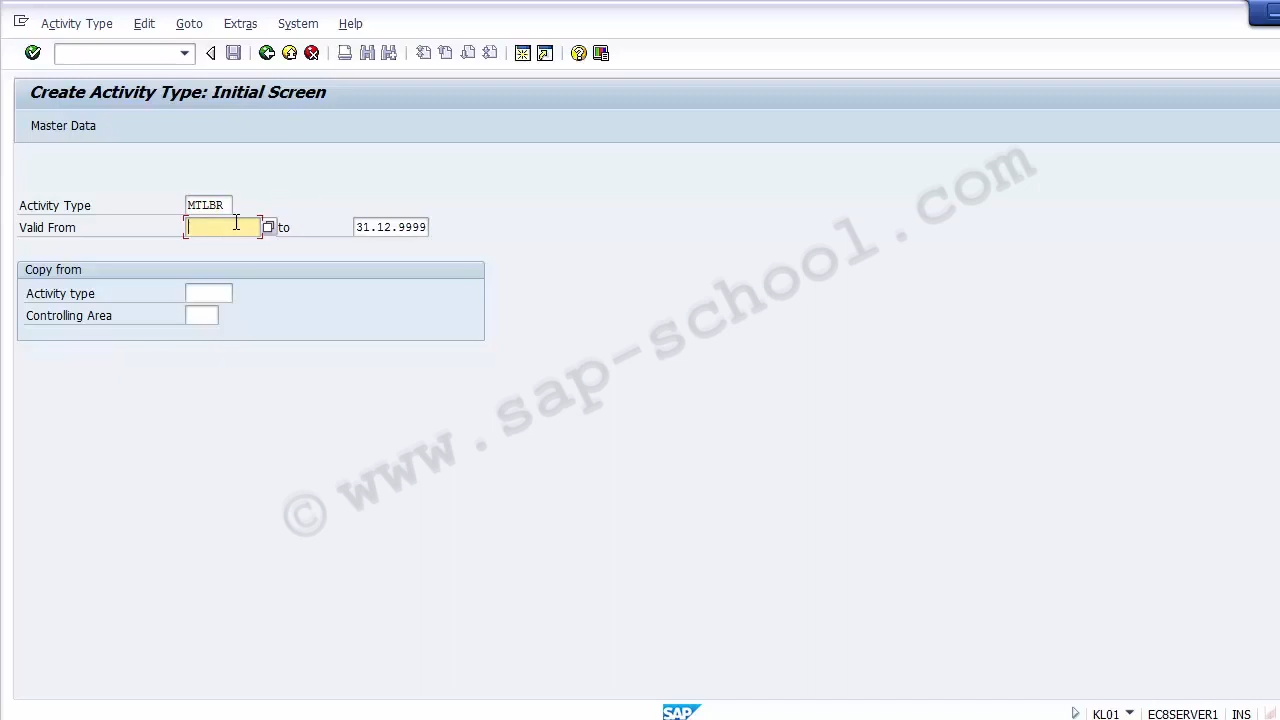 Activity Type Edit Goto Extras System Help
Create Activity Type: Initial Screen
Master Data
Activity Type MTLBR
Valid From to 31.12.9999
Copy from
Activity type
Controlling Area
© www.sap-school.com
SAP KL01 EC8SERVER1 INS